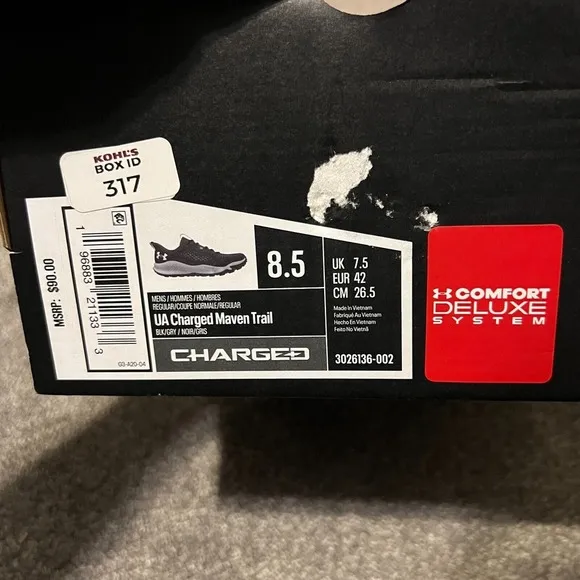 KOHL'S
BOX ID
317
MSRP: $90.00
1 96883 21133 3
03-A20-04
8.5
UK 7.5
EUR 42
CM 26.5
MENS / HOMMES / HOMBRES
REGULAR/COUPE NORMALE/REGULAR
UA Charged Maven Trail
BLK/GRY / NOIR/GRIS
CHARGED
Made in Vietnam
Fabriqué Au Vietnam
Hecho En Vietnam
Feito No Vietnã
3026136-002
COMFORT
DELUXE
SYSTEM